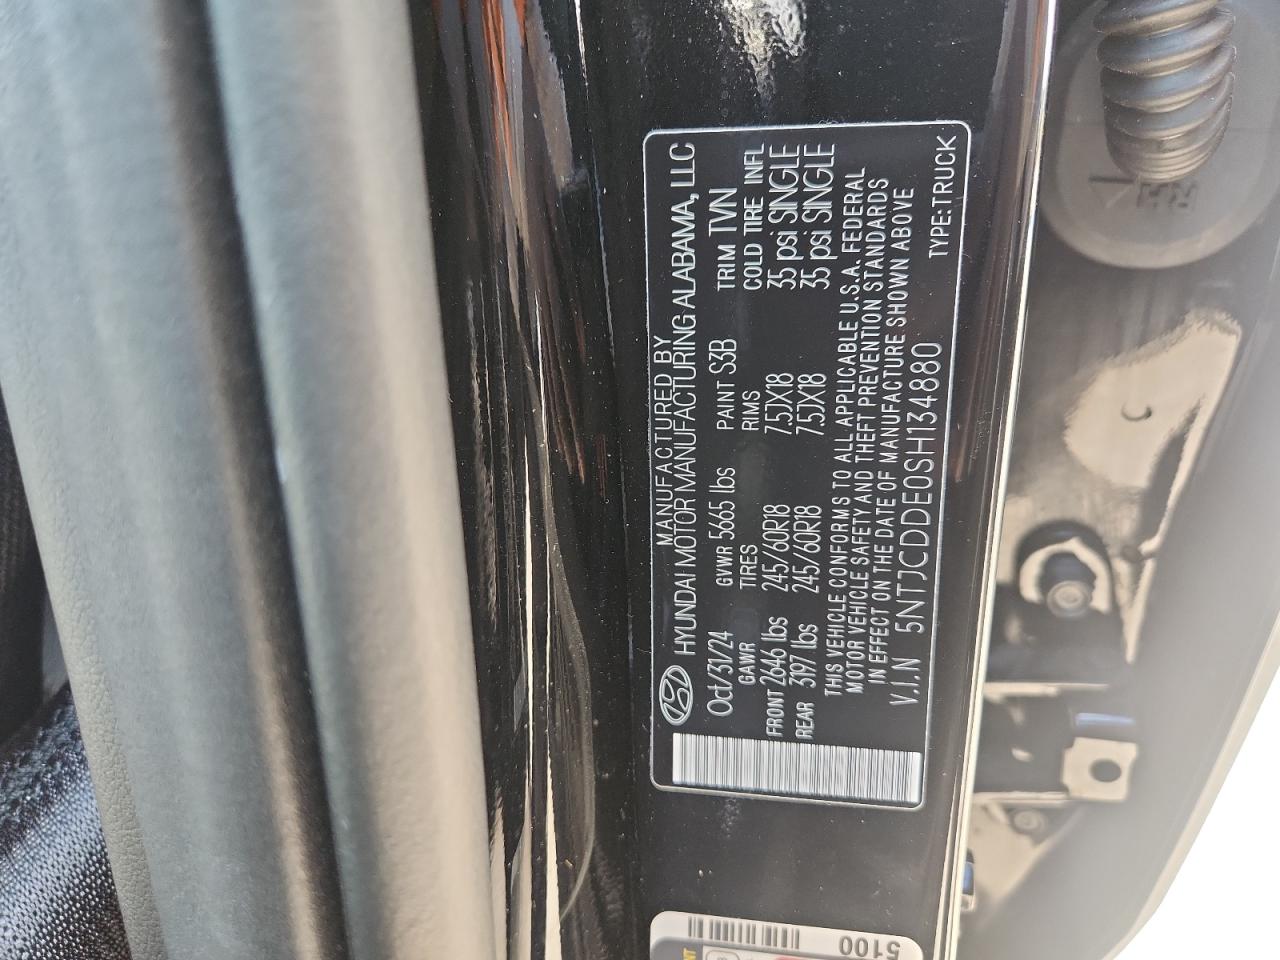 MANUFACTURED BY
HYUNDAI MOTOR MANUFACTURING ALABAMA, LLC
Oct/31/24 GVWR 5665 lbs PAINT S3B TRIM TVN
GAWR TIRES RIMS COLD TIRE INFL
FRONT 2646 lbs 245/60R18 7.5JX18 35 psi SINGLE
REAR 3197 lbs 245/60R18 7.5JX18 35 psi SINGLE
THIS VEHICLE CONFORMS TO ALL APPLICABLE U.S.A. FEDERAL
MOTOR VEHICLE SAFETY AND THEFT PREVENTION STANDARDS
IN EFFECT ON THE DATE OF MANUFACTURE SHOWN ABOVE
V.I.N 5NTJCDDE0SH134880 TYPE:TRUCK
5100